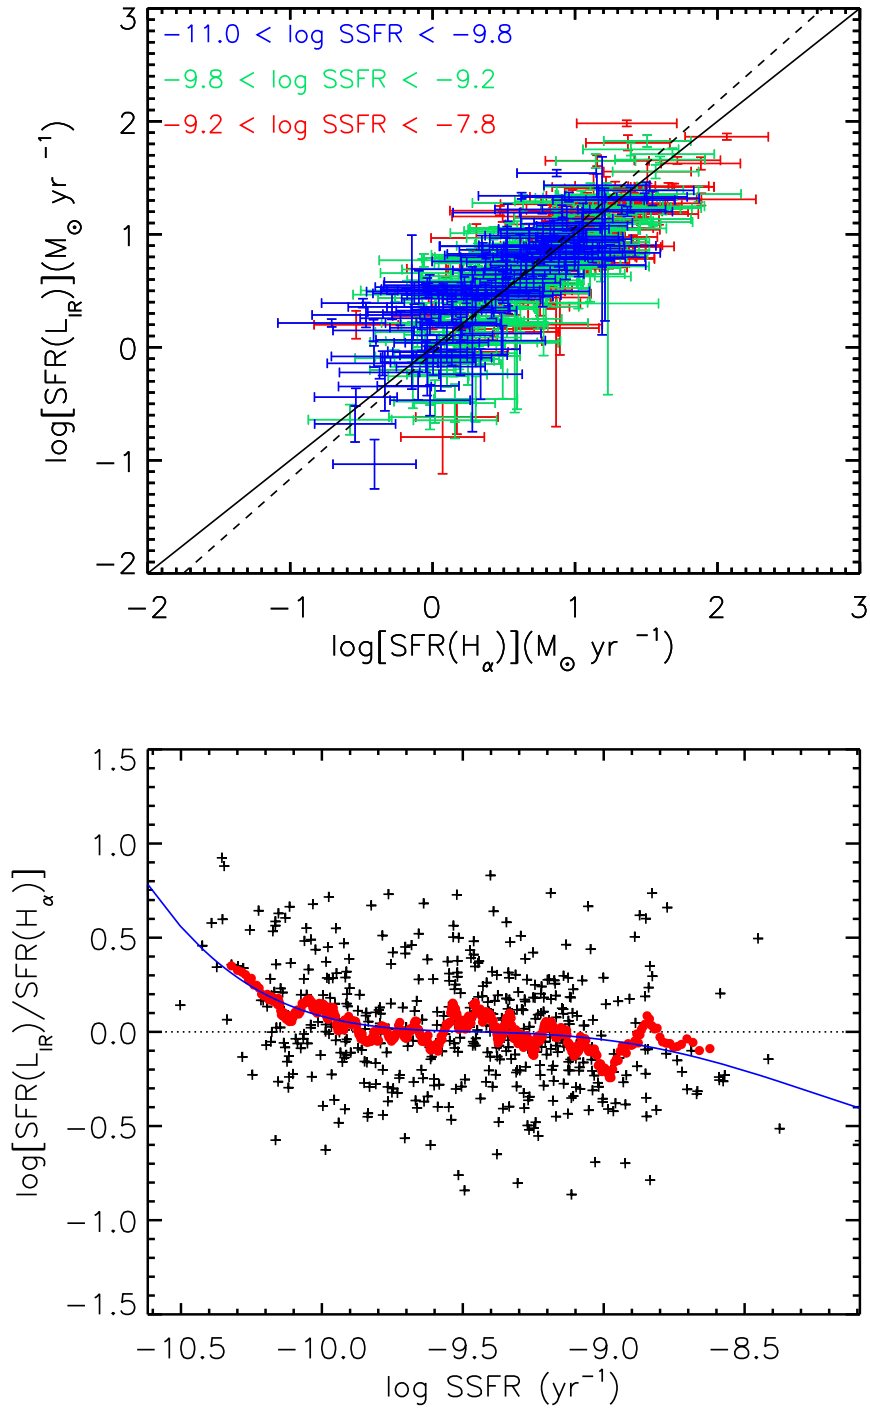 3
−11.0 < log SSFR < −9.8
−9.8 < log SSFR < −9.2
2
−9.2 < log SSFR < −7.8
1
0
−1
−2
log[SFR(L_IR)](M_⊙ yr ^−1)
−2 −1 0 1 2 3
log[SFR(H_α)](M_⊙ yr ^−1)
1.5
1.0
0.5
0.0
−0.5
−1.0
−1.5
log[SFR(L_IR)/SFR(H_α)]
−10.5 −10.0 −9.5 −9.0 −8.5
log SSFR (yr^−1)